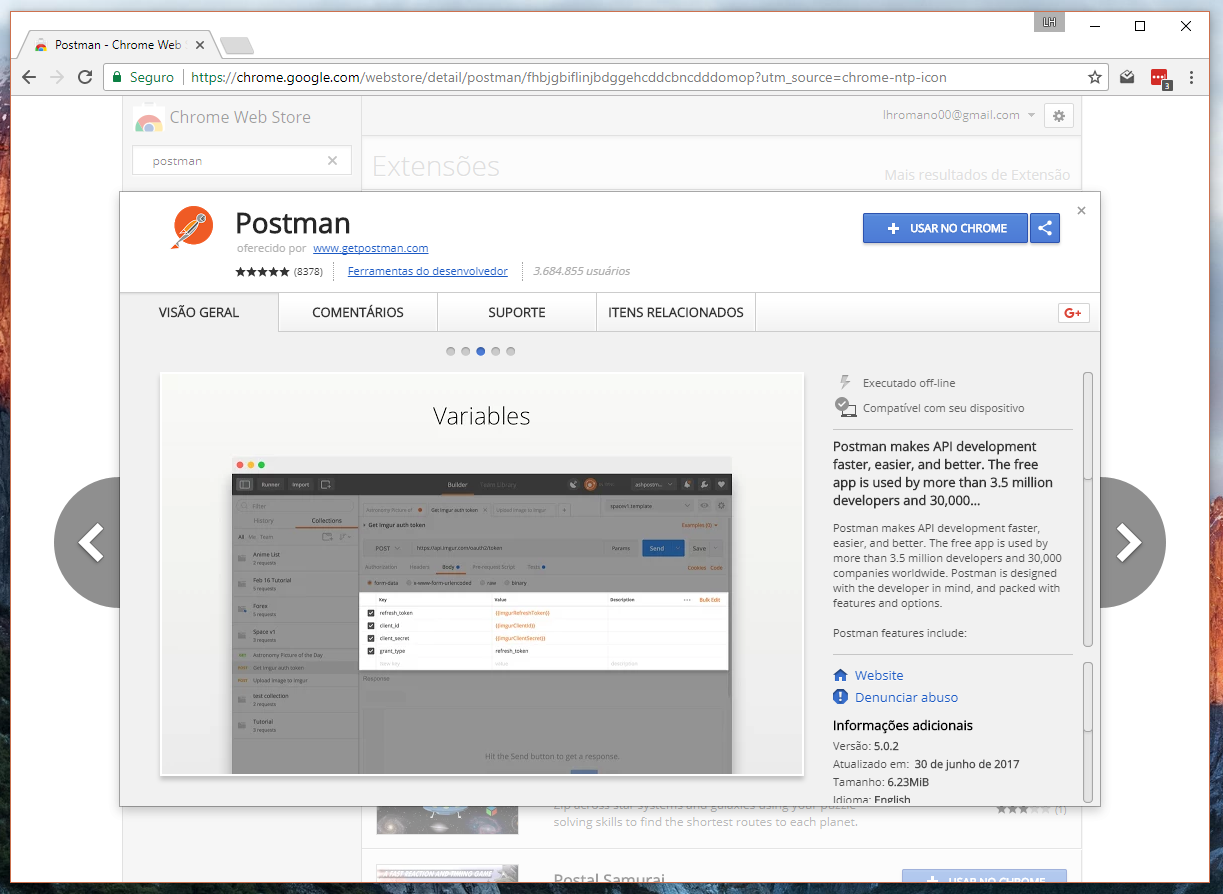 LH
Postman - Chrome Web
Seguro
https://chrome.google.com/webstore/detail/postman/fhbjgbiflinjbdggehcddcbncdddomop?utm_source=chrome-ntp-icon
3
Chrome Web Store
lhromano00@gmail.com
postman
Extensões
Mais resultados de Extensão
Postman
oferecido por www.getpostman.com
(8378) Ferramentas do desenvolvedor 3.684.855 usuários
USAR NO CHROME
VISÃO GERAL COMENTÁRIOS SUPORTE ITENS RELACIONADOS
G+
Variables
Runner Import Builder Team Library
Filter
History Collections
All Me Team
Anime List
3 requests
Feb 16 Tutorial
3 requests
Forex
Space v1
3 requests
GET Astronomy Picture of the Day
POST Get imgur auth token
POST Upload image to imgur
test collection
2 requests
Tutorial
3 requests
Astronomy Picture of Get imgur auth token Upload image to imgur
spacev1 template
Get imgur auth token Examples (0)
POST https://api.imgur.com/oauth2/token Params Send Save
Authorization Headers Body Pre-request Script Tests Cookies Code
form-data x-www-form-urlencoded raw binary
Key Value Description Bulk Edit
refresh_token {{imgurRefreshToken}}
client_id {{imgurClientId}}
client_secret {{imgurClientSecret}}
grant_type refresh_token
New key value description
Response
Hit the Send button to get a response.
Executado off-line
Compatível com seu dispositivo
Postman makes API development
faster, easier, and better. The free
app is used by more than 3.5 million
developers and 30,000...
Postman makes API development faster,
easier, and better. The free app is used by
more than 3.5 million developers and 30,000
companies worldwide. Postman is designed
with the developer in mind, and packed with
features and options.
Postman features include:
Website
Denunciar abuso
Informações adicionais
Versão: 5.0.2
Atualizado em: 30 de junho de 2017
Tamanho: 6.23MiB
Idioma: English
Zip across star systems and galaxies using your puzzle
solving skills to find the shortest routes to each planet.
(1)
Postal Samurai
USAR NO CHROME